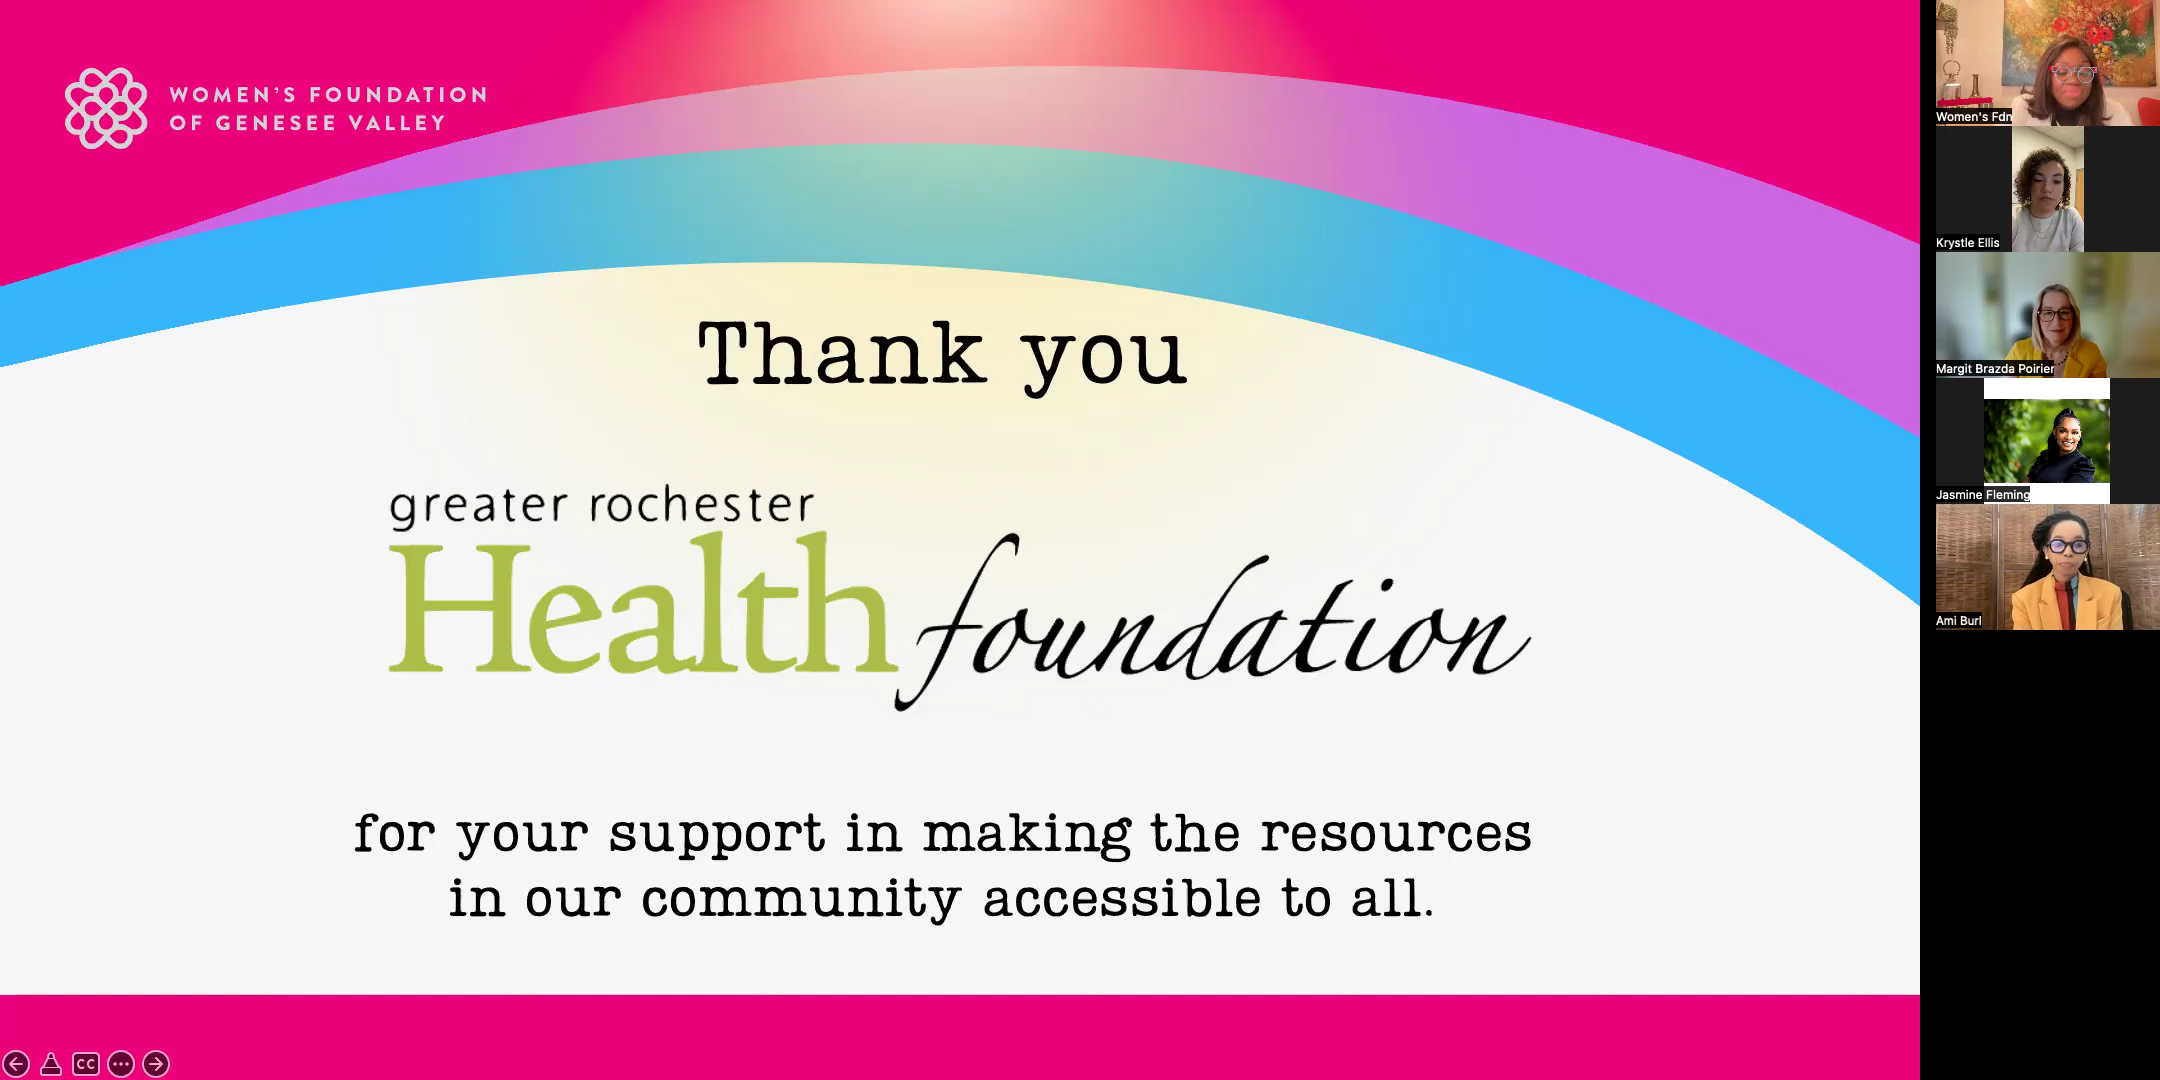 WOMEN'S FOUNDATION
OF GENESEE VALLEY
Thank you
greater rochester
Health foundation
for your support in making the resources
in our community accessible to all.
CC
Women's Fdn
Krystle Ellis
Margit Brazda Poirier
Jasmine Fleming
Ami Burl